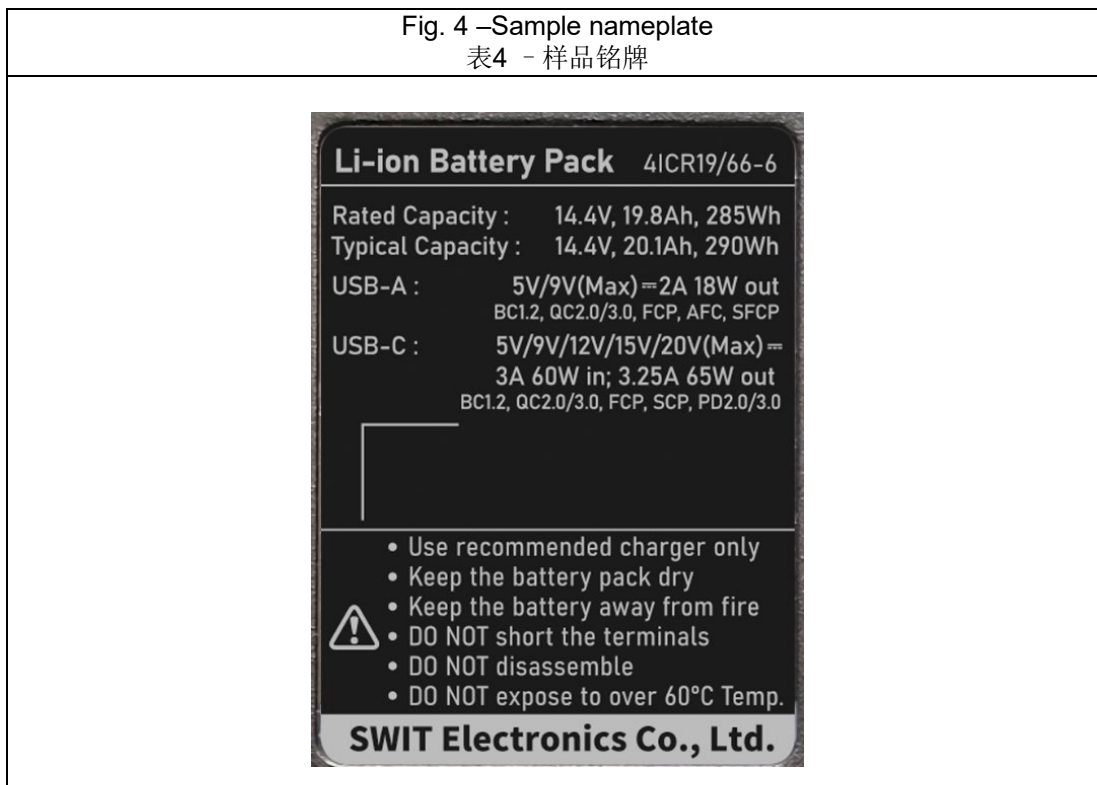 Fig. 4 –Sample nameplate
表4 – 样品铭牌
Li-ion Battery Pack 4ICR19/66-6
Rated Capacity : 14.4V, 19.8Ah, 285Wh
Typical Capacity : 14.4V, 20.1Ah, 290Wh
USB-A : 5V/9V(Max)⎓2A 18W out
BC1.2, QC2.0/3.0, FCP, AFC, SFCP
USB-C : 5V/9V/12V/15V/20V(Max)⎓
3A 60W in; 3.25A 65W out
BC1.2, QC2.0/3.0, FCP, SCP, PD2.0/3.0
• Use recommended charger only
• Keep the battery pack dry
• Keep the battery away from fire
• DO NOT short the terminals
• DO NOT disassemble
• DO NOT expose to over 60°C Temp.
SWIT Electronics Co., Ltd.